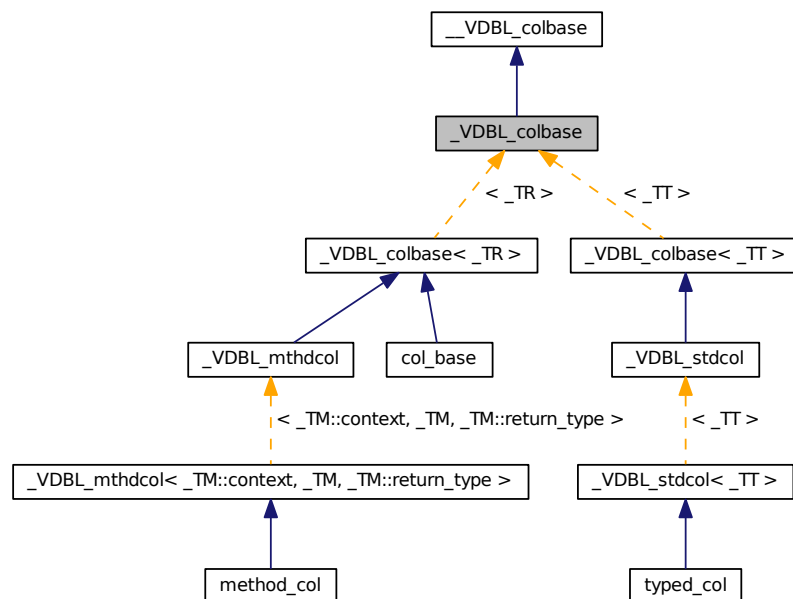 __VDBL_colbase
_VDBL_colbase
< _TR >
< _TT >
_VDBL_colbase< _TR >
_VDBL_colbase< _TT >
_VDBL_mthdcol
col_base
_VDBL_stdcol
< _TM::context, _TM, _TM::return_type >
< _TT >
_VDBL_mthdcol< _TM::context, _TM, _TM::return_type >
_VDBL_stdcol< _TT >
method_col
typed_col